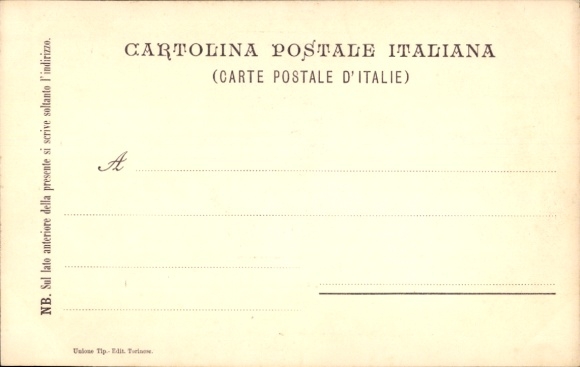 CARTOLINA POSTALE ITALIANA
(CARTE POSTALE D'ITALIE)
A
NB. Sul lato anteriore della presente si scrive soltanto l'indirizzo.
Unione Tip.-Edit. Torinese.